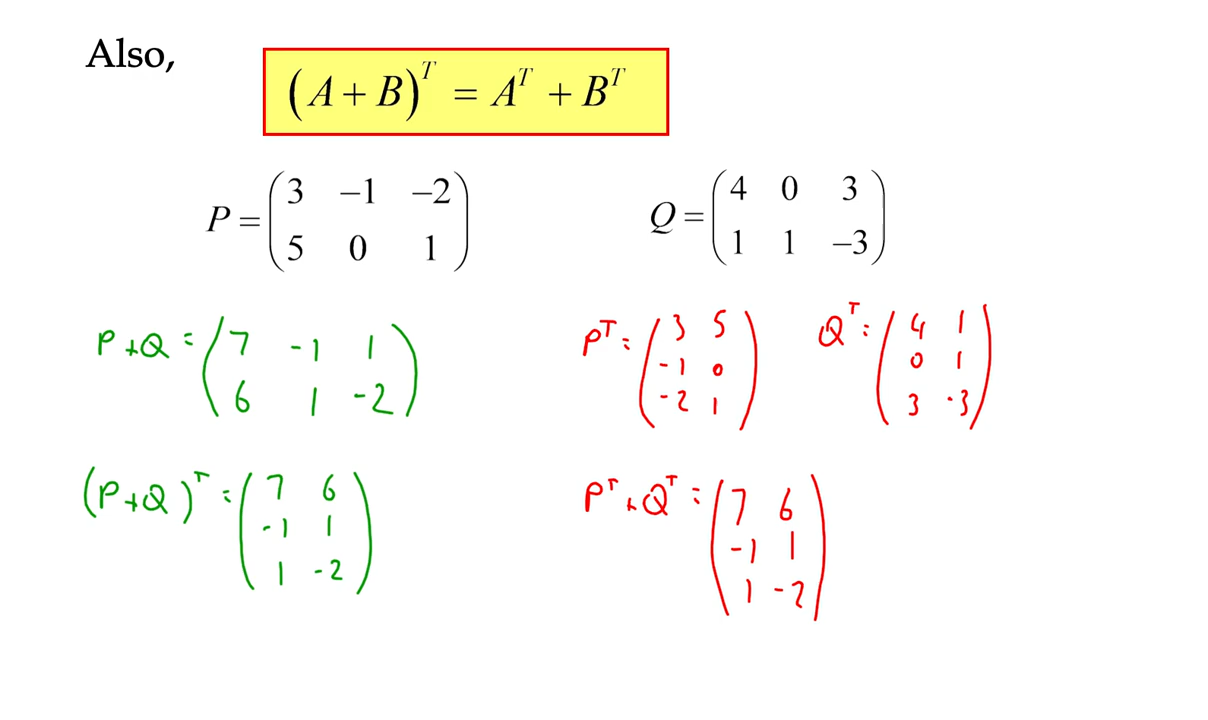 Also,
(A + B)^T = A^T + B^T
P = (3 −1 −2
5 0 1)
Q = (4 0 3
1 1 −3)
P+Q = (7 -1 1
6 1 -2)
P^T = (3 5
-1 0
-2 1)
Q^T = (4 1
0 1
3 -3)
(P+Q)^T = (7 6
-1 1
1 -2)
P^T + Q^T = (7 6
-1 1
1 -2)